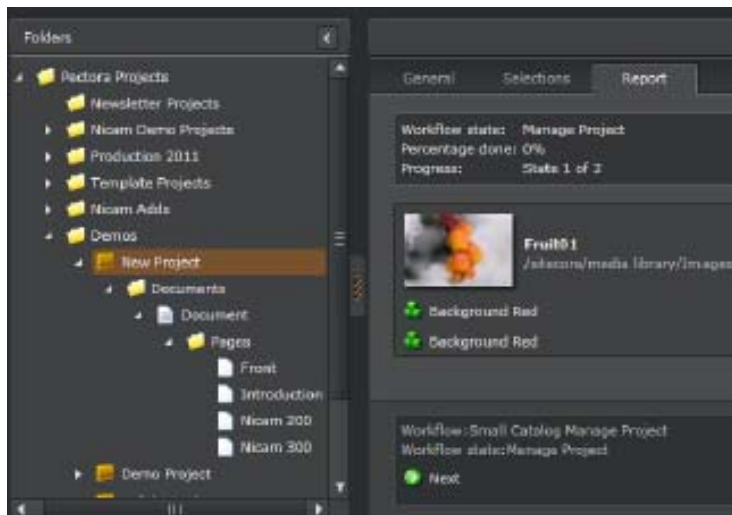 Folders
Pectora Projects
Newsletter Projects
Nicam Demo Projects
Production 2011
Template Projects
Nicam Adds
Demos
New Project
Documents
Document
Pages
Front
Introduction
Nicam 200
Nicam 300
Demo Project
General Selections Report
Workflow state: Manage Project
Percentage done: 0%
Progress: State 1 of 2
Fruit01
/sitecore/media library/Images
Background Red
Background Red
Workflow:Small Catalog Manage Project
Workflow state:Manage Project
Next